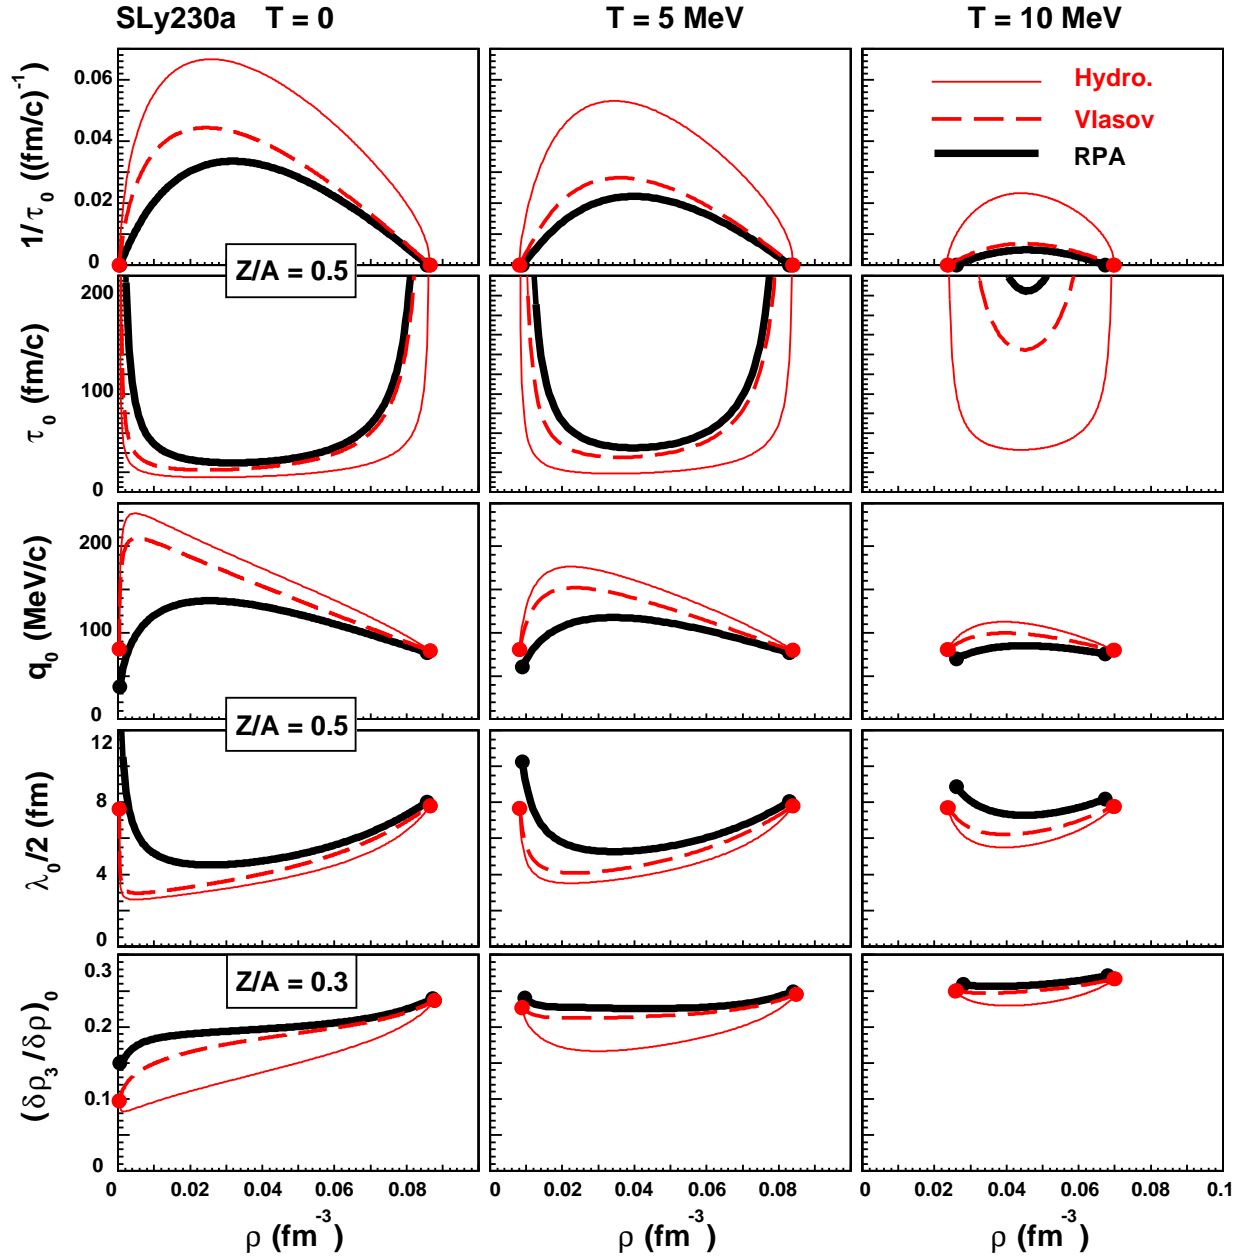 SLy230a T = 0 T = 5 MeV T = 10 MeV
1/τ₀ ((fm/c)⁻¹)
0.06
0.04
0.02
0
Hydro.
Vlasov
RPA
Z/A = 0.5
τ₀ (fm/c)
200
100
0
q₀ (MeV/c)
200
100
0
Z/A = 0.5
λ₀/2 (fm)
12
8
4
0
Z/A = 0.3
(δρ₃/δρ)₀
0.3
0.2
0.1
0
0 0.02 0.04 0.06 0.08 0 0.02 0.04 0.06 0.08 0 0.02 0.04 0.06 0.08 0.1
ρ (fm⁻³) ρ (fm⁻³) ρ (fm⁻³)